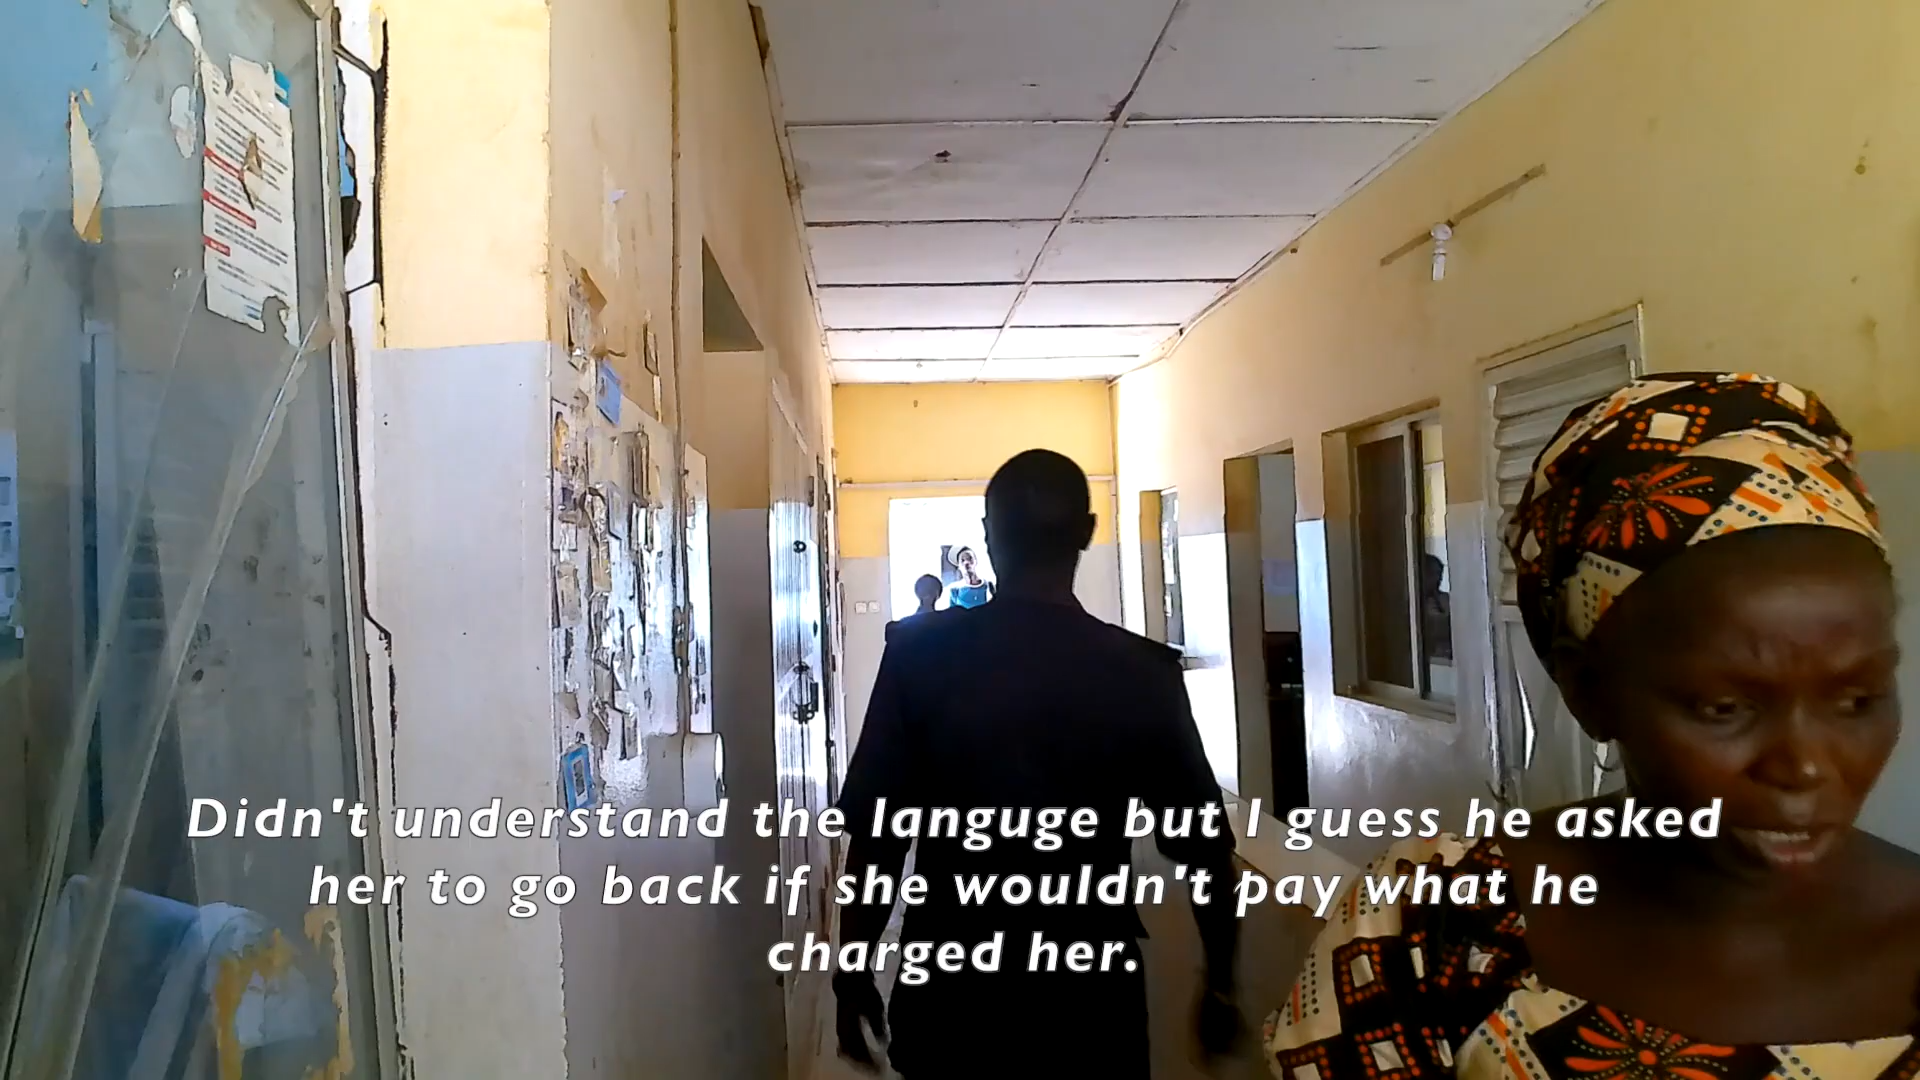 Didn't understand the languge but I guess he asked
her to go back if she wouldn't pay what he
charged her.